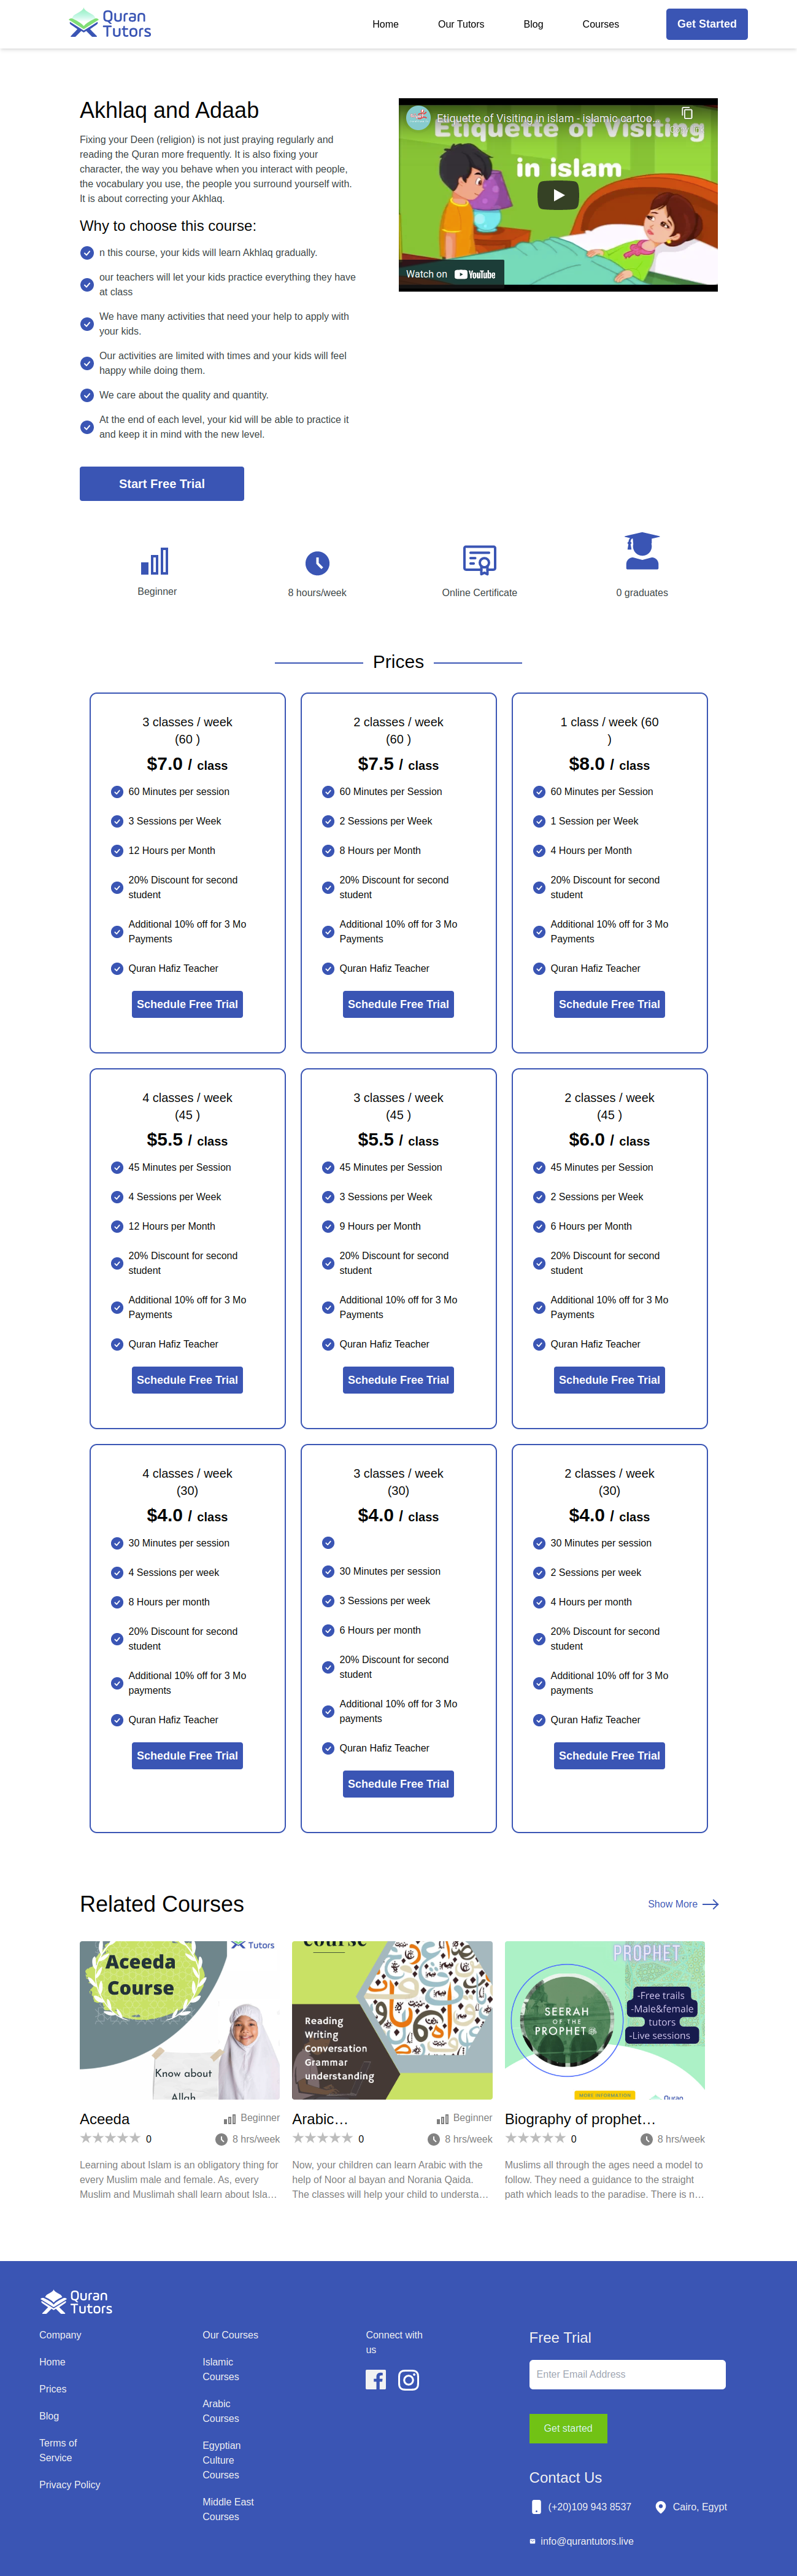 Quran
Tutors
Home
Our Tutors
Blog
Courses
Get Started
Akhlaq and Adaab
Fixing your Deen (religion) is not just praying regularly and
reading the Quran more frequently. It is also fixing your
character, the way you behave when you interact with people,
the vocabulary you use, the people you surround yourself with.
It is about correcting your Akhlaq.
Why to choose this course:
n this course, your kids will learn Akhlaq gradually.
our teachers will let your kids practice everything they have
at class
We have many activities that need your help to apply with
your kids.
Our activities are limited with times and your kids will feel
happy while doing them.
We care about the quality and quantity.
At the end of each level, your kid will be able to practice it
and keep it in mind with the new level.
Start Free Trial
Etiquette of Visiting in islam - islamic cartoo...
Etiquette of Visiting
in islam
Watch on YouTube
Beginner
8 hours/week
Online Certificate
0 graduates
Prices
3 classes / week
(60 )
$7.0 / class
60 Minutes per session
3 Sessions per Week
12 Hours per Month
20% Discount for second
student
Additional 10% off for 3 Mo
Payments
Quran Hafiz Teacher
Schedule Free Trial
2 classes / week
(60 )
$7.5 / class
60 Minutes per Session
2 Sessions per Week
8 Hours per Month
20% Discount for second
student
Additional 10% off for 3 Mo
Payments
Quran Hafiz Teacher
Schedule Free Trial
1 class / week (60
)
$8.0 / class
60 Minutes per Session
1 Session per Week
4 Hours per Month
20% Discount for second
student
Additional 10% off for 3 Mo
Payments
Quran Hafiz Teacher
Schedule Free Trial
4 classes / week
(45 )
$5.5 / class
45 Minutes per Session
4 Sessions per Week
12 Hours per Month
20% Discount for second
student
Additional 10% off for 3 Mo
Payments
Quran Hafiz Teacher
Schedule Free Trial
3 classes / week
(45 )
$5.5 / class
45 Minutes per Session
3 Sessions per Week
9 Hours per Month
20% Discount for second
student
Additional 10% off for 3 Mo
Payments
Quran Hafiz Teacher
Schedule Free Trial
2 classes / week
(45 )
$6.0 / class
45 Minutes per Session
2 Sessions per Week
6 Hours per Month
20% Discount for second
student
Additional 10% off for 3 Mo
Payments
Quran Hafiz Teacher
Schedule Free Trial
4 classes / week
(30)
$4.0 / class
30 Minutes per session
4 Sessions per week
8 Hours per month
20% Discount for second
student
Additional 10% off for 3 Mo
payments
Quran Hafiz Teacher
Schedule Free Trial
3 classes / week
(30)
$4.0 / class
30 Minutes per session
3 Sessions per week
6 Hours per month
20% Discount for second
student
Additional 10% off for 3 Mo
payments
Quran Hafiz Teacher
Schedule Free Trial
2 classes / week
(30)
$4.0 / class
30 Minutes per session
2 Sessions per week
4 Hours per month
20% Discount for second
student
Additional 10% off for 3 Mo
payments
Quran Hafiz Teacher
Schedule Free Trial
Related Courses
Show More
Tutors
Aceeda
Course
Know about
Allah
Aceeda
Beginner
0
8 hrs/week
Learning about Islam is an obligatory thing for
every Muslim male and female. As, every
Muslim and Muslimah shall learn about Isla...
course
Reading
Writing
Conversation
Grammar
understanding
Arabic...
Beginner
0
8 hrs/week
Now, your children can learn Arabic with the
help of Noor al bayan and Norania Qaida.
The classes will help your child to understa...
PROPHET
SEERAH
OF THE
PROPHET
-Free trails
-Male&female
tutors
-Live sessions
MORE INFORMATION
Quran
Biography of prophet...
0
8 hrs/week
Muslims all through the ages need a model to
follow. They need a guidance to the straight
path which leads to the paradise. There is n...
Quran
Tutors
Company
Home
Prices
Blog
Terms of
Service
Privacy Policy
Our Courses
Islamic
Courses
Arabic
Courses
Egyptian
Culture
Courses
Middle East
Courses
Connect with
us
Free Trial
Enter Email Address
Get started
Contact Us
(+20)109 943 8537
Cairo, Egypt
info@qurantutors.live